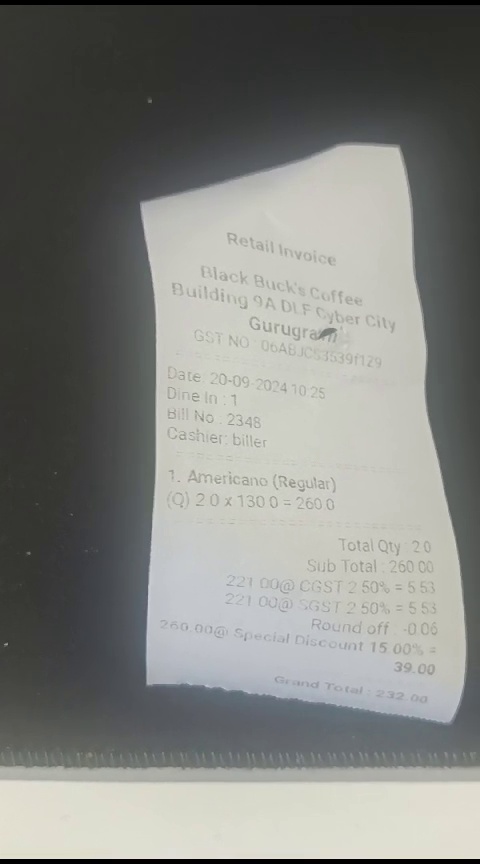 Retail Invoice
Black Buck's Coffee
Building 9A DLF Cyber City
GST NO :
Date: 20-09-2024 10:25
Dine In : 1
Bill No : 2348
Cashier: biller
1. Americano (Regular)
(Q) 2.0 x 130.0 = 260.0
Total Qty : 2.0
Sub Total : 260.00
221.00@ CGST 2.50% = 5.53
221.00@ SGST 2.50% = 5.53
Round off : -0.06
260.00@ Special Discount 15.00% =
39.00
Grand Total : 232.00